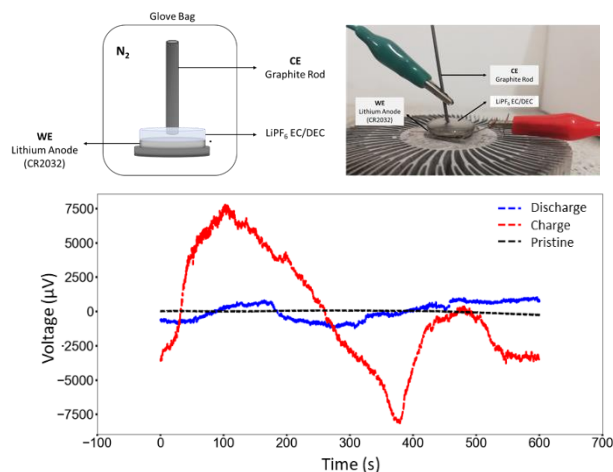 Glove Bag
N₂
CE
Graphite Rod
WE
Lithium Anode
(CR2032)
LiPF₆ EC/DEC
CE
Graphite Rod
WE
Lithium Anode
(CR2032)
LiPF₆ EC/DEC
Voltage (µV)
7500
5000
2500
0
−2500
−5000
−7500
Discharge
Charge
Pristine
−100 0 100 200 300 400 500 600 700
Time (s)